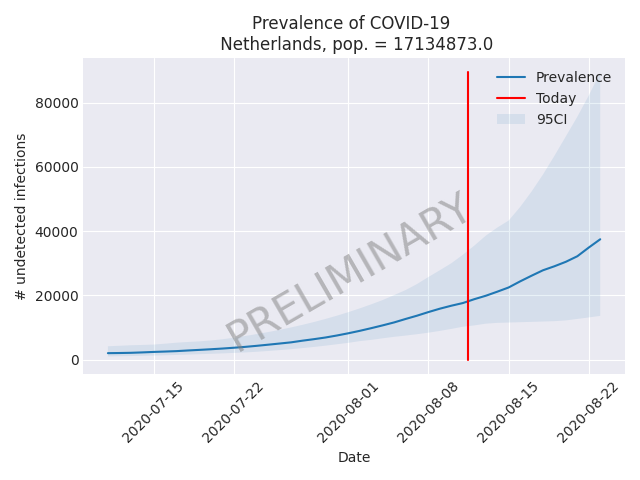 Prevalence of COVID-19
Netherlands, pop. = 17134873.0
Prevalence
Today
95CI
80000
60000
40000
20000
0
# undetected infections
PRELIMINARY
2020-07-15
2020-07-22
2020-08-01
2020-08-08
2020-08-15
2020-08-22
Date